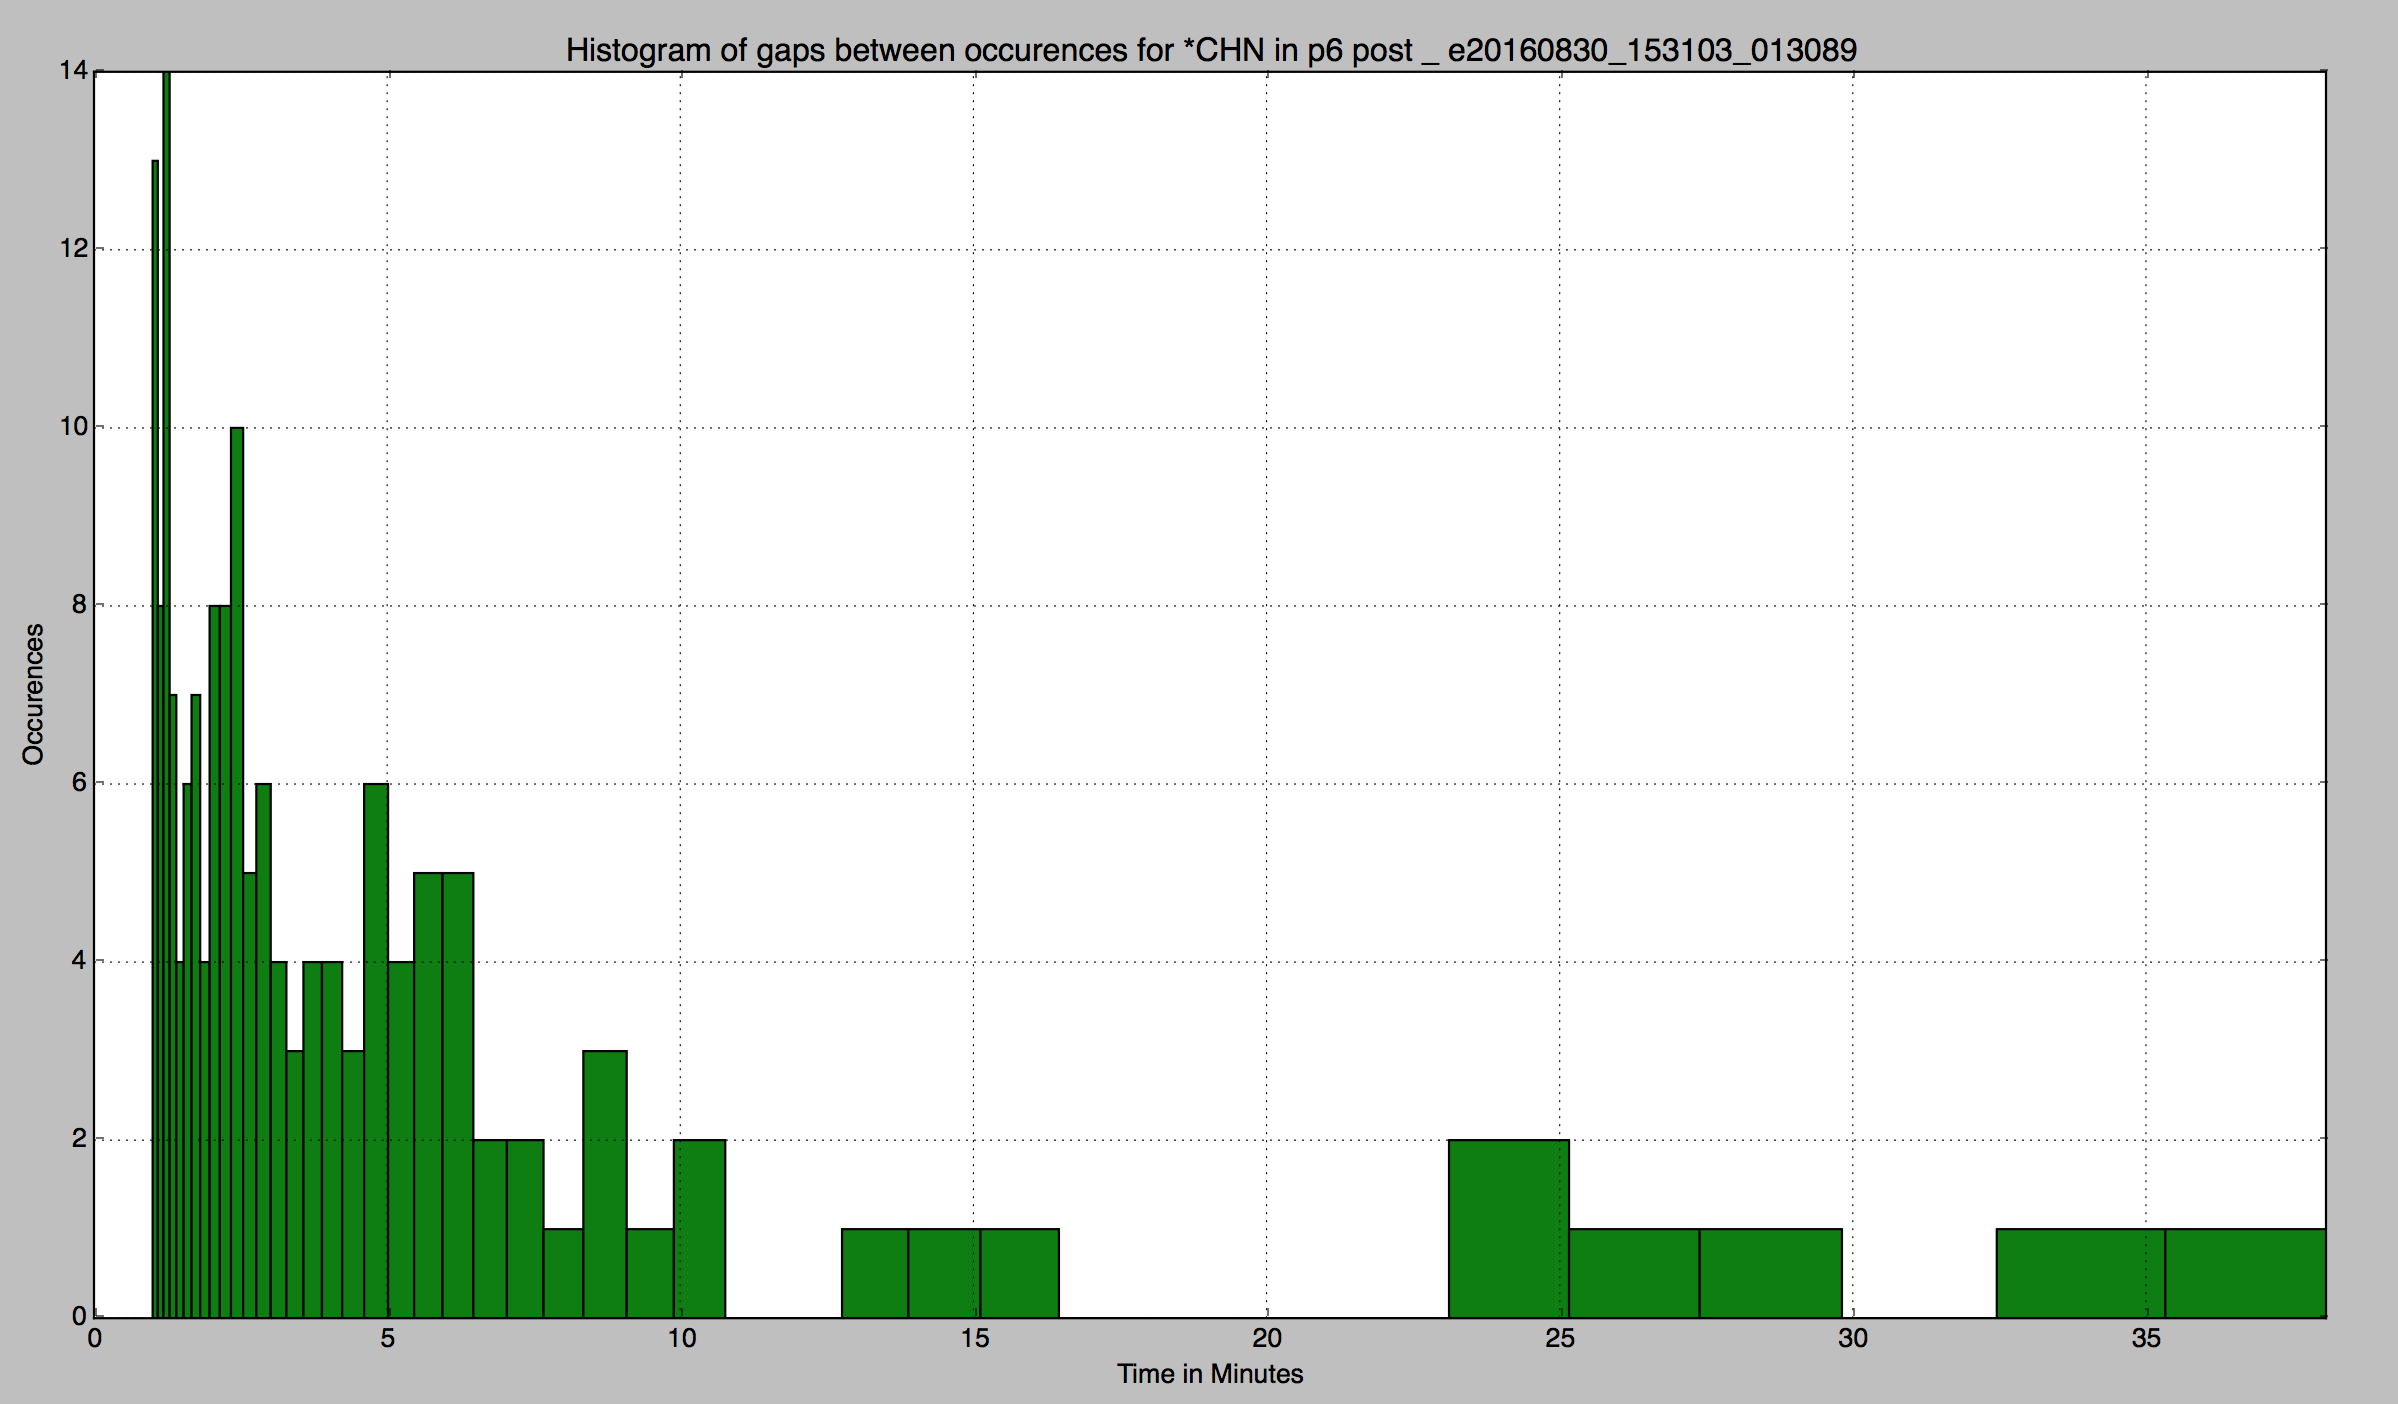 Histogram of gaps between occurences for *CHN in p6 post _ e20160830_153103_013089
14
12
10
8
6
4
2
0
Occurences
0 5 10 15 20 25 30 35
Time in Minutes